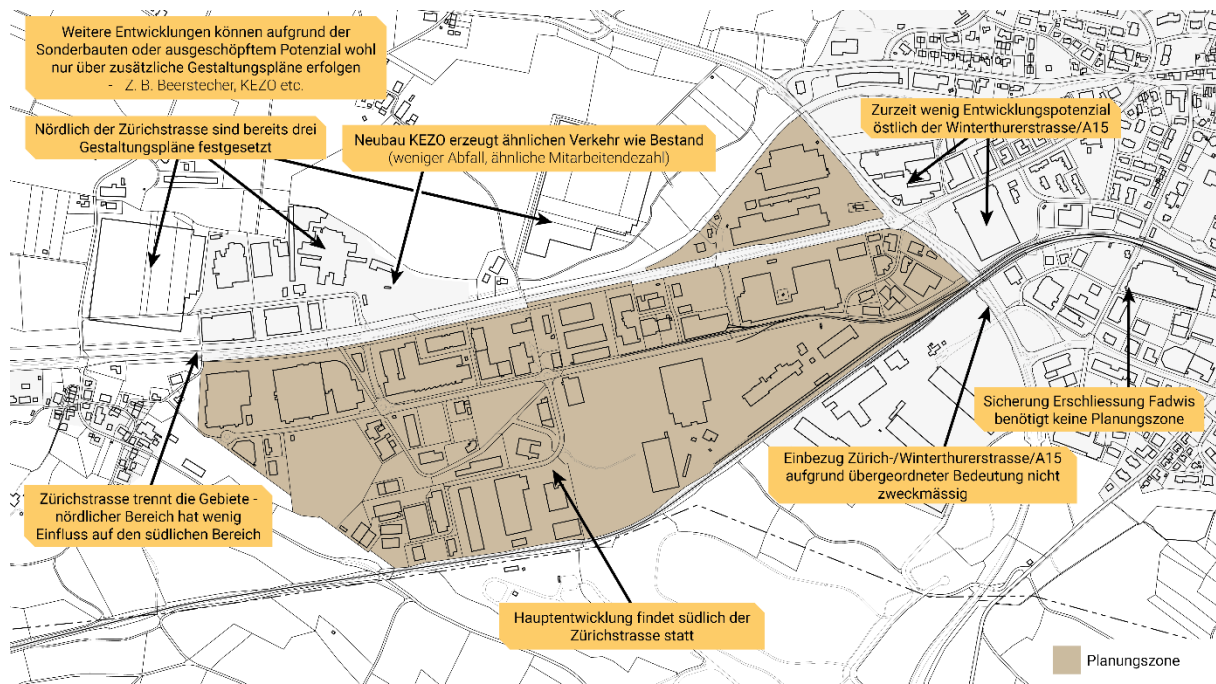 Weitere Entwicklungen können aufgrund der
Sonderbauten oder ausgeschöpftem Potenzial wohl
nur über zusätzliche Gestaltungspläne erfolgen
- Z. B. Beerstecher, KEZO etc.
Nördlich der Zürichstrasse sind bereits drei
Gestaltungspläne festgesetzt
Neubau KEZO erzeugt ähnlichen Verkehr wie Bestand
(weniger Abfall, ähnliche Mitarbeitendezahl)
Zurzeit wenig Entwicklungspotenzial
östlich der Winterthurerstrasse/A15
Sicherung Erschliessung Fadwis
benötigt keine Planungszone
Einbezug Zürich-/Winterthurerstrasse/A15
aufgrund übergeordneter Bedeutung nicht
zweckmässig
Zürichstrasse trennt die Gebiete -
nördlicher Bereich hat wenig
Einfluss auf den südlichen Bereich
Hauptentwicklung findet südlich der
Zürichstrasse statt
Planungszone